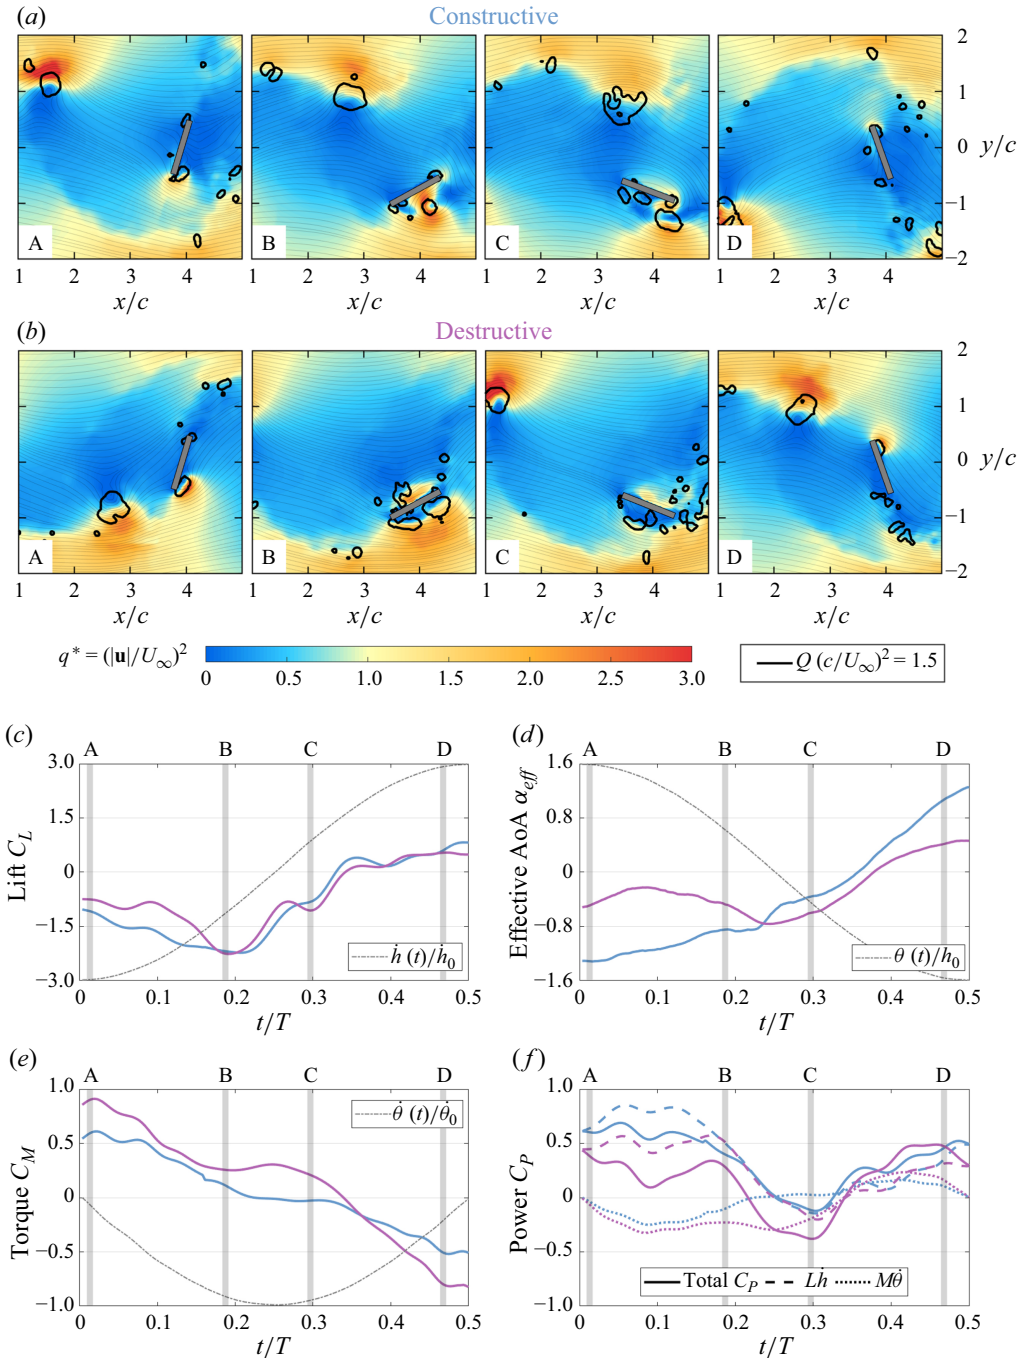 (a) Constructive
2
1
0 y/c
−1
−2
A B C D
1 2 3 4 1 2 3 4 1 2 3 4 1 2 3 4 5
x/c x/c x/c x/c
(b) Destructive
2
1
0 y/c
−1
−2
A B C D
1 2 3 4 1 2 3 4 1 2 3 4 1 2 3 4 5
x/c x/c x/c x/c
q* = (|u|/U∞)²
0 0.5 1.0 1.5 2.0 2.5 3.0
Q (c/U∞)² = 1.5
(c)
A B C D
3.0
1.5
0
−1.5
−3.0
Lift C_L
ḣ (t)/ḣ₀
0 0.1 0.2 0.3 0.4 0.5
t/T
(d)
A B C D
1.6
0.8
0
−0.8
−1.6
Effective AoA α_eff
θ (t)/h₀
0 0.1 0.2 0.3 0.4 0.5
t/T
(e)
A B C D
1.0
0.5
0
−0.5
−1.0
Torque C_M
θ̇ (t)/θ̇₀
0 0.1 0.2 0.3 0.4 0.5
t/T
(f)
A B C D
1.0
0.5
0
−0.5
−1.0
Power C_P
Total C_P Lḣ Mθ̇
0 0.1 0.2 0.3 0.4 0.5
t/T